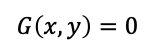 G(x, y) = 0